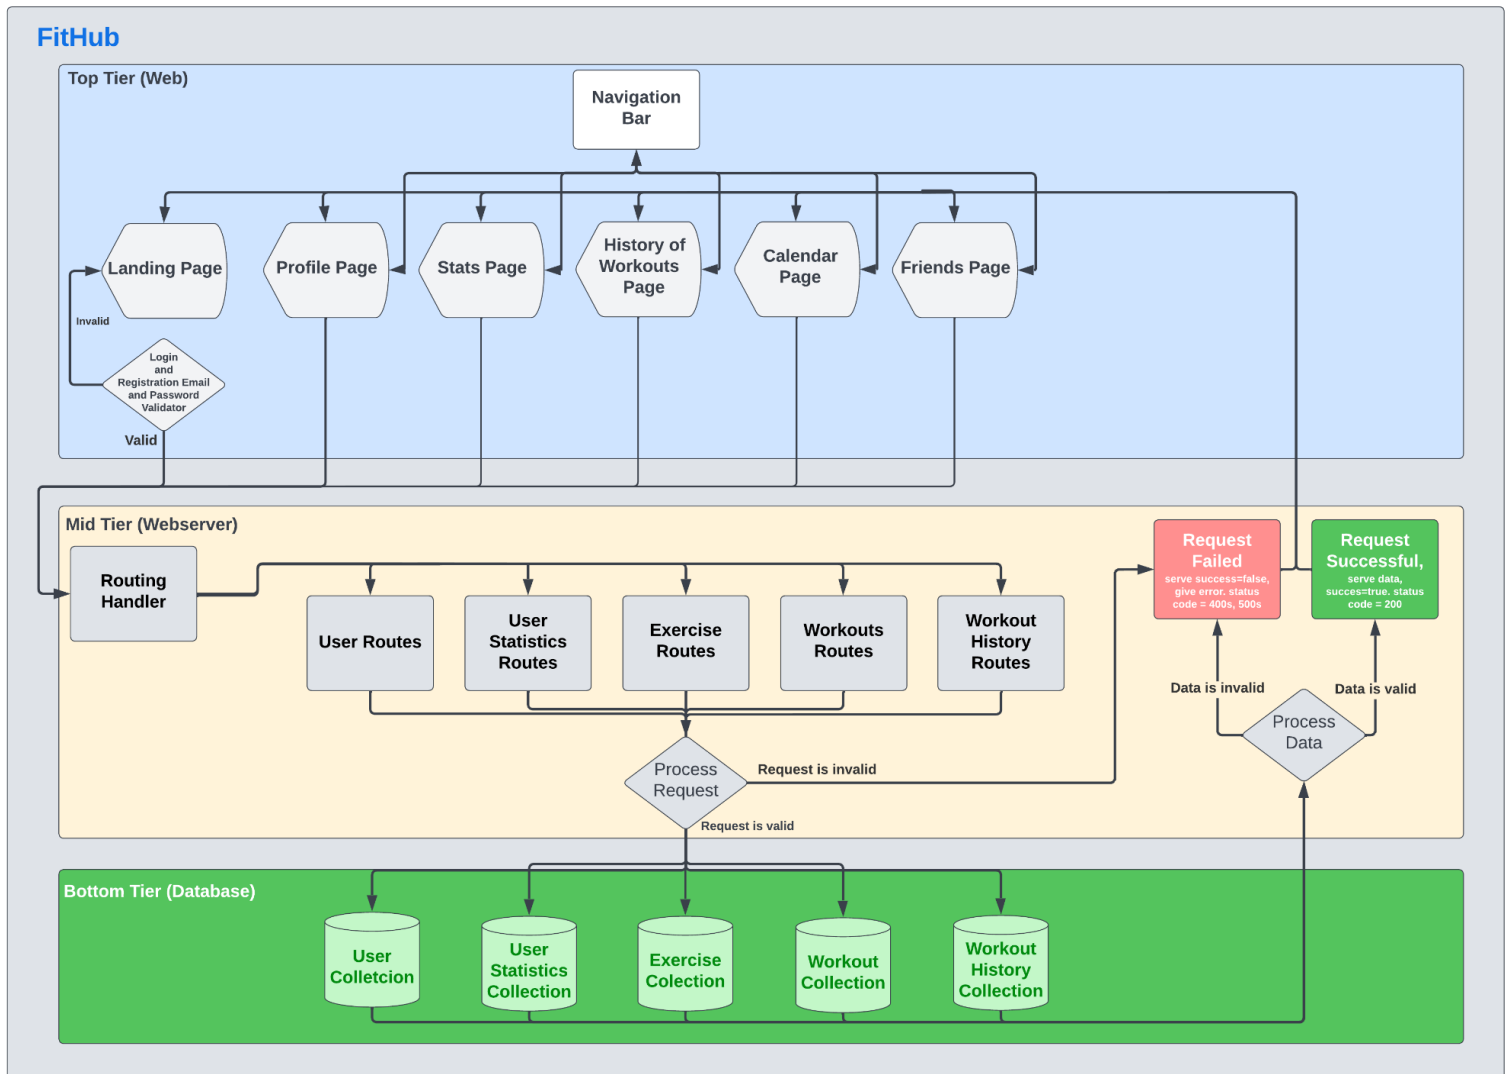 FitHub
Top Tier (Web)
Navigation
Bar
Landing Page
Profile Page
Stats Page
History of
Workouts
Page
Calendar
Page
Friends Page
Invalid
Login
and
Registration Email
and Password
Validator
Valid
Mid Tier (Webserver)
Routing
Handler
User Routes
User
Statistics
Routes
Exercise
Routes
Workouts
Routes
Workout
History
Routes
Request
Failed
serve success=false,
give error. status
code = 400s, 500s
Request
Successful,
serve data,
succes=true. status
code = 200
Data is invalid
Data is valid
Process
Data
Process
Request
Request is invalid
Request is valid
Bottom Tier (Database)
User
Colletcion
User
Statistics
Collection
Exercise
Colection
Workout
Collection
Workout
History
Collection